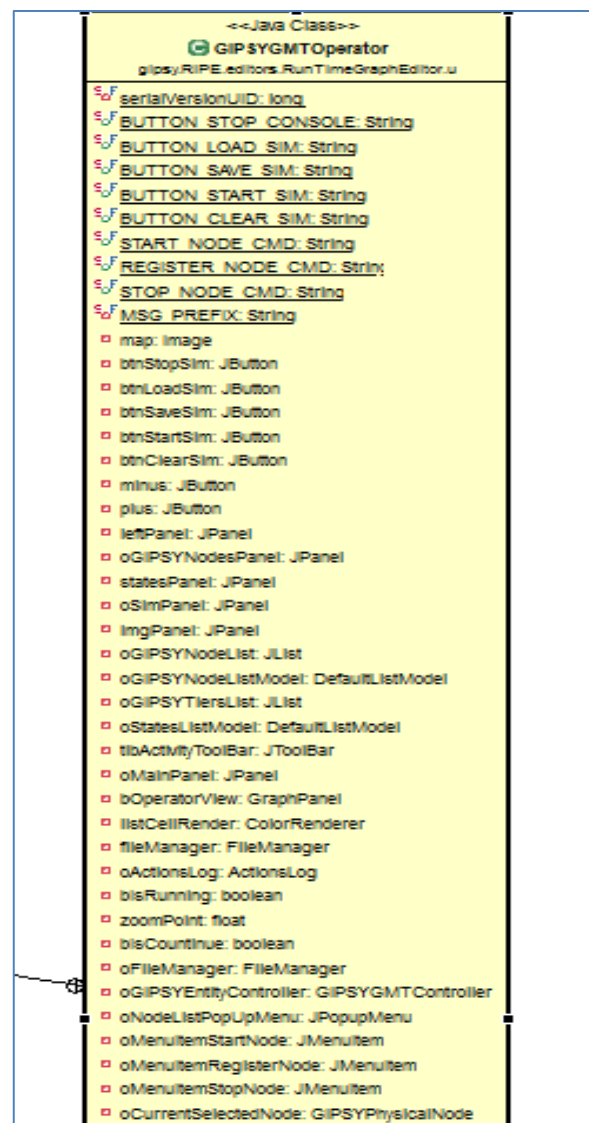 <<Java Class>>
GIPSYGMTOperator
gipsy.RIPE.editors.RunTimeGraphEditor.u
serialVersionUID: long
BUTTON_STOP_CONSOLE: String
BUTTON_LOAD_SIM: String
BUTTON_SAVE_SIM: String
BUTTON_START_SIM: String
BUTTON_CLEAR_SIM: String
START_NODE_CMD: String
REGISTER_NODE_CMD: String
STOP_NODE_CMD: String
MSG_PREFIX: String
map: Image
btnStopSim: JButton
btnLoadSim: JButton
btnSaveSim: JButton
btnStartSim: JButton
btnClearSim: JButton
minus: JButton
plus: JButton
leftPanel: JPanel
oGIPSYNodesPanel: JPanel
statesPanel: JPanel
oSimPanel: JPanel
imgPanel: JPanel
oGIPSYNodeList: JList
oGIPSYNodeListModel: DefaultListModel
oGIPSYTiersList: JList
oStatesListModel: DefaultListModel
tlbActivityToolBar: JToolBar
oMainPanel: JPanel
bOperatorView: GraphPanel
listCellRender: ColorRenderer
fileManager: FileManager
oActionsLog: ActionsLog
bIsRunning: boolean
zoomPoint: float
bIsCountinue: boolean
oFileManager: FileManager
oGIPSYEntityController: GIPSYGMTController
oNodeListPopUpMenu: JPopupMenu
oMenuItemStartNode: JMenuItem
oMenuItemRegisterNode: JMenuItem
oMenuItemStopNode: JMenuItem
oCurrentSelectedNode: GIPSYPhysicalNode